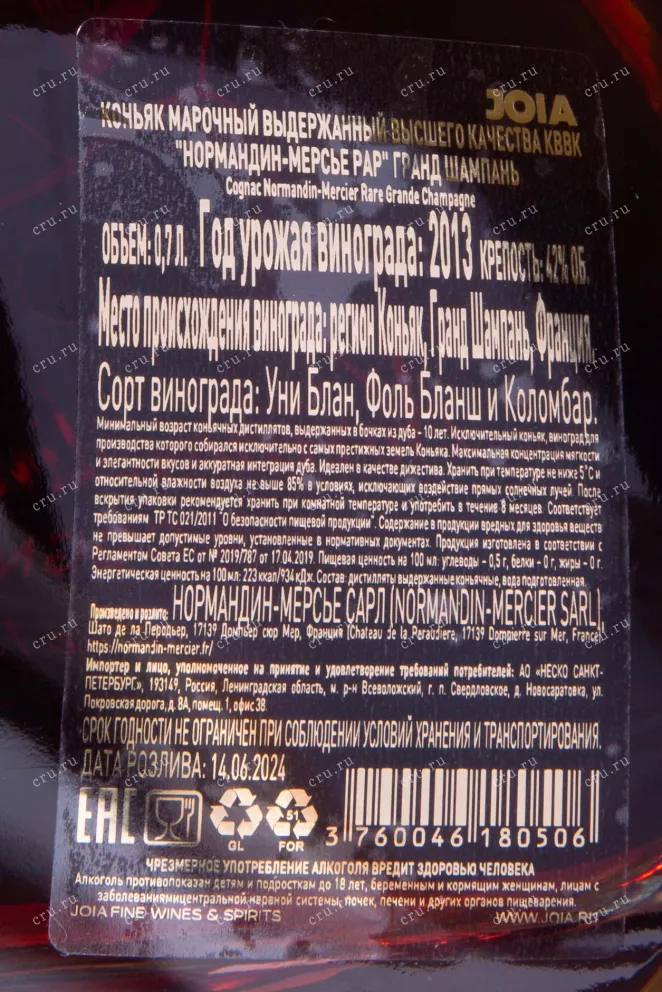 JOIA
КОНЬЯК МАРОЧНЫЙ ВЫДЕРЖАННЫЙ ВЫСШЕГО КАЧЕСТВА КВВК
"НОРМАНДИН-МЕРСЬЕ РАР" ГРАНД ШАМПАНЬ
Cognac Normandin-Mercier Rare Grande Champagne
ОБЪЕМ: 0,7 Л. Год урожая винограда: 2013 КРЕПОСТЬ: 42% ОБ.
Место происхождения винограда: регион Коньяк, Гранд Шампань, Франция.
Сорт винограда: Уни Блан, Фоль Бланш и Коломбар.
Минимальный возраст коньячных дистиллятов, выдержанных в бочках из дуба - 10 лет. Исключительный коньяк, виноград для
производства которого собирался исключительно с самых престижных земель Коньяка. Максимальная концентрация мягкости
и элегантности вкусов и аккуратная интеграция дуба. Идеален в качестве дижестива. Хранить при температуре не ниже 5°С и
относительной влажности воздуха не выше 85% в условиях, исключающих воздействие прямых солнечных лучей. После
вскрытия упаковки рекомендуется хранить при комнатной температуре и употребить в течение 8 месяцев. Соответствует
требованиям ТР ТС 021/2011 "О безопасности пищевой продукции". Содержание в продукции вредных для здоровья веществ
не превышает допустимые уровни, установленные в нормативных документах. Продукция изготовлена в соответствии с
Регламентом Совета ЕС от № 2019/787 от 17.04.2019. Пищевая ценность на 100 мл: углеводы - 0,5 г, белки - 0 г, жиры - 0 г.
Энергетическая ценность на 100 мл: 223 ккал/934 кДж. Состав: дистилляты выдержанные коньячные, вода подготовленная.
Произведено и разлито: НОРМАНДИН-МЕРСЬЕ САРЛ (NORMANDIN-MERCIER SARL),
Шато де ла Перодьер, 17139 Домпьер сюр Мер, Франция (Chateau de la Peraudiere, 17139 Dompierre sur Mer, France)
https://normandin-mercier.fr/
Импортер и лицо, уполномоченное на принятие и удовлетворение требований потребителей: АО «НЕСКО САНКТ-
ПЕТЕРБУРГ», 193149, Россия, Ленинградская область, м. р-н Всеволожский, г. п. Свердловское, д. Новосаратовка, ул.
Покровская дорога, д. 8А, помещ. 1, офис 38.
СРОК ГОДНОСТИ НЕ ОГРАНИЧЕН ПРИ СОБЛЮДЕНИИ УСЛОВИЙ ХРАНЕНИЯ И ТРАНСПОРТИРОВАНИЯ.
ДАТА РОЗЛИВА: 14.06.2024
EAC
GL
51
FOR
3 760046 180506
ЧРЕЗМЕРНОЕ УПОТРЕБЛЕНИЕ АЛКОГОЛЯ ВРЕДИТ ЗДОРОВЬЮ ЧЕЛОВЕКА
Алкоголь противопоказан детям и подросткам до 18 лет, беременным и кормящим женщинам, лицам с
заболеваниями центральной нервной системы, почек, печени и других органов пищеварения.
JOIA FINE WINES & SPIRITS
WWW.JOIA.RU
cru.ru